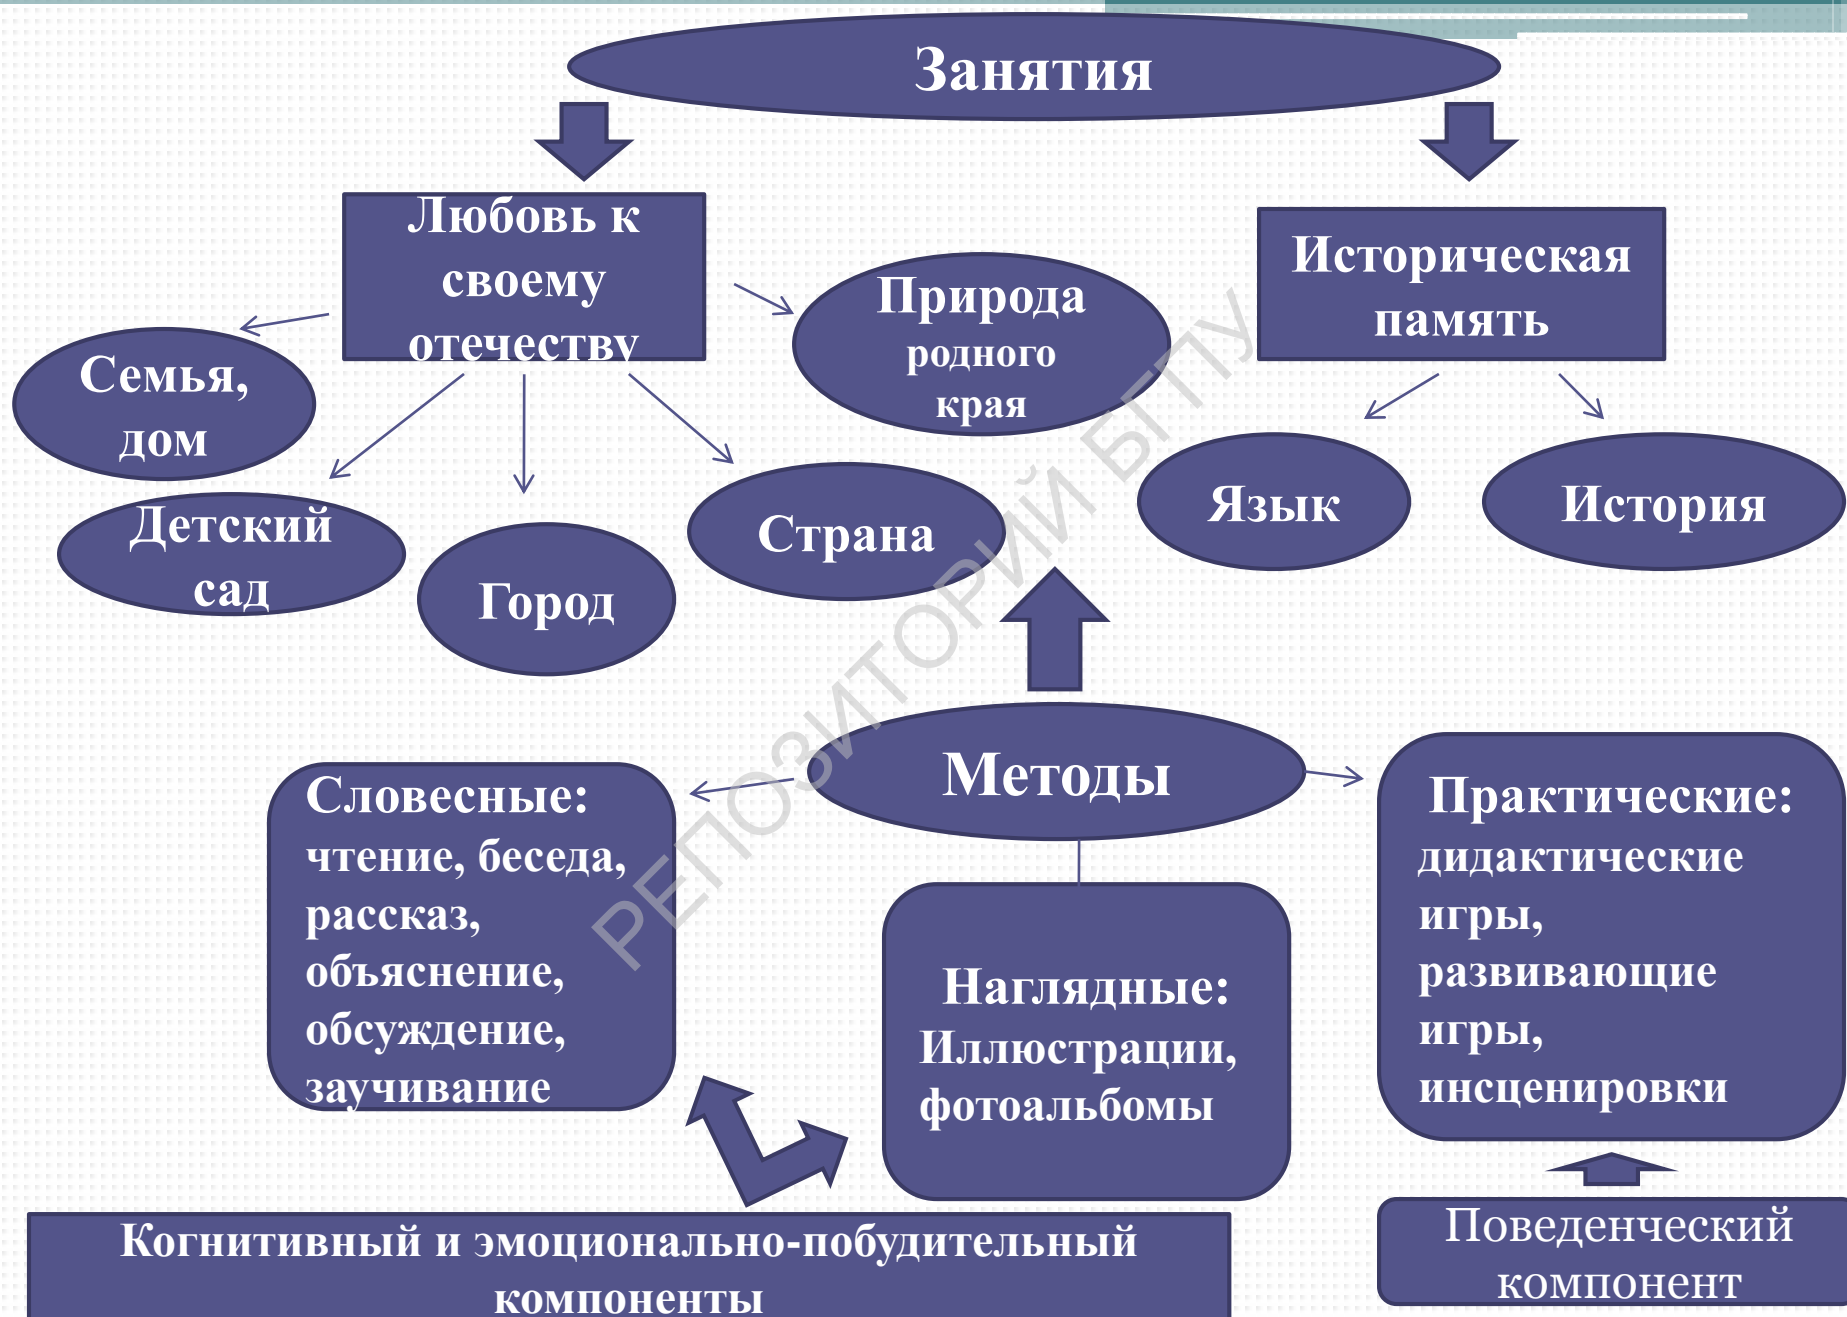 Занятия
Любовь к
своему
отечеству
Историческая
память
Природа
родного
края
Семья,
дом
Детский
сад
Город
Страна
Язык
История
Методы
Словесные:
чтение, беседа,
рассказ,
объяснение,
обсуждение,
заучивание
Наглядные:
Иллюстрации,
фотоальбомы
Практические:
дидактические
игры,
развивающие
игры,
инсценировки
Когнитивный и эмоционально-побудительный
компоненты
Поведенческий
компонент
РЕПОЗИТОРИЙ БГПУ